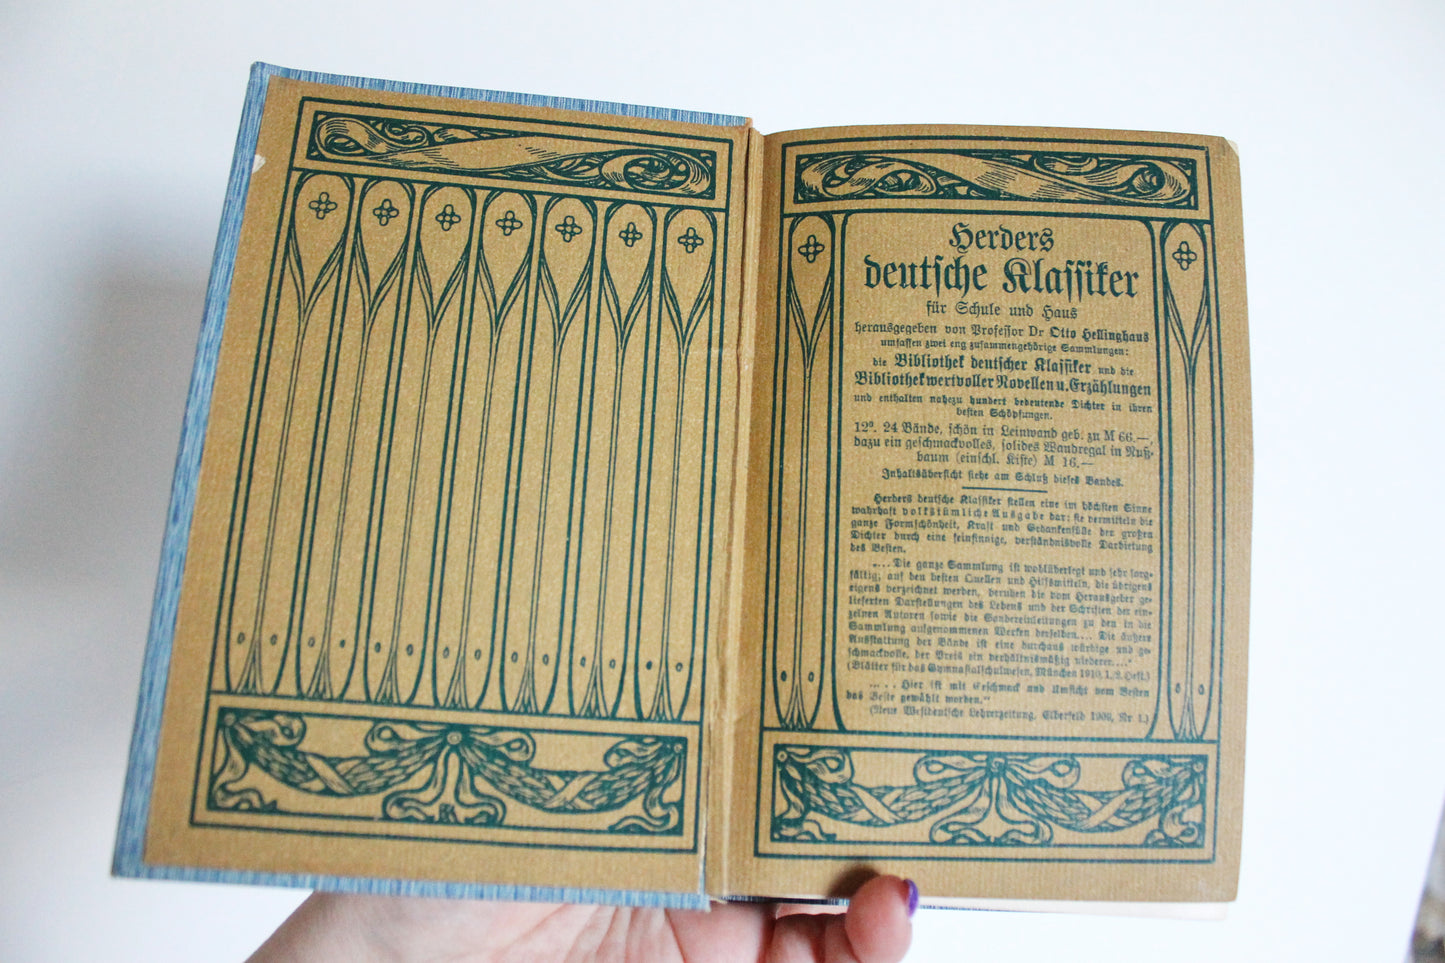 Herders
deutsche Klassiker
für Schule und Haus
herausgegeben von Professor Dr Otto Hellinghaus
umfassen zwei eng zusammengehörige Sammlungen:
die Bibliothek deutscher Klassiker und die
Bibliothek wertvoller Novellen u. Erzählungen
und enthalten nahezu hundert bedeutende Dichter in ihren
besten Schöpfungen.
12⁰. 24 Bände, schön in Leinwand geb. zu M 66.—,
dazu ein geschmackvolles, solides Wandregal in Nuß-
baum (einschl. Kiste) M 16.—
Inhaltsübersicht siehe am Schluß dieses Bandes.
Herders deutsche Klassiker stellen eine im höchsten Sinne
wahrhaft volkstümliche Ausgabe dar: sie vermitteln die
ganze Formschönheit, Kraft und Gedankenfülle der großen
Dichter durch eine feinsinnige, verständnisvolle Darbietung
des Besten.
„... Die ganze Sammlung ist wohlüberlegt und sehr sorg-
fältig; auf den besten Quellen und Hilfsmitteln, die übrigens
eigens verzeichnet werden, beruhen die vom Herausgeber ge-
lieferten Darstellungen des Lebens und der Schriften der ein-
zelnen Autoren sowie die Sondereinleitungen zu den in die
Sammlung aufgenommenen Werken derselben.... Die äußere
Ausstattung der Bände ist eine durchaus würdige und ge-
schmackvolle, der Preis ein verhältnismäßig niederer....“
(Blätter für das Gymnasialschulwesen, München 1910, 1./2. Heft.)
„... Hier ist mit Geschmack und Umsicht vom Besten
das Beste gewählt worden.“
(Neue Westdeutsche Lehrerzeitung, Elberfeld 1909, Nr 1.)